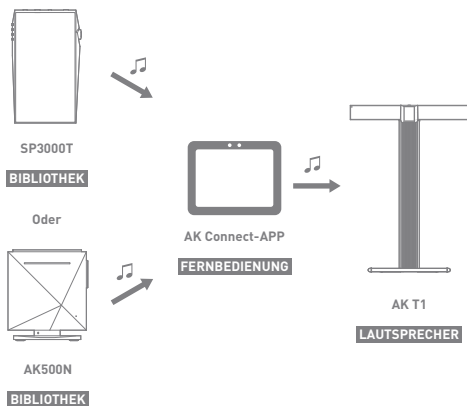 SP3000T
BIBLIOTHEK
Oder
AK500N
BIBLIOTHEK
AK Connect-APP
FERNBEDIENUNG
AK T1
LAUTSPRECHER